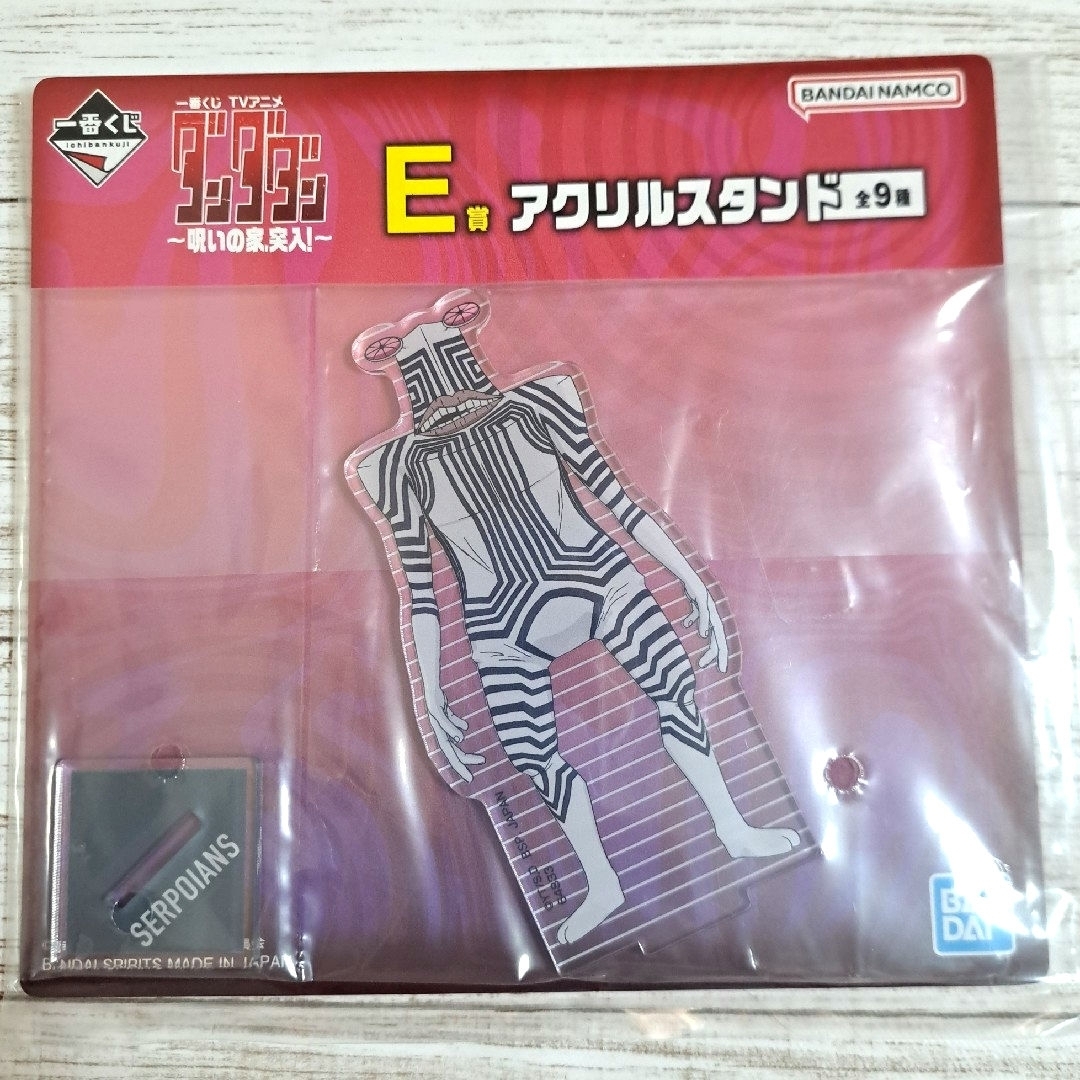 一番くじ
ichibankuji
一番くじ TVアニメ
ダンダダン
～呪いの家、突入!～
E賞 アクリルスタンド 全9種
BANDAI NAMCO
SERPOIANS
BANDAI SPIRITS MADE IN JAPAN
BAN
DAI